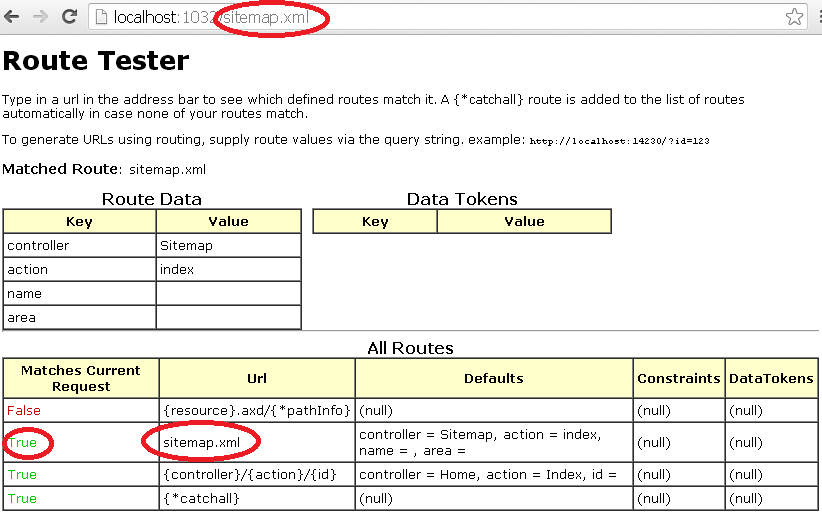 localhost:1032/sitemap.xml
Route Tester
Type in a url in the address bar to see which defined routes match it. A {*catchall} route is added to the list of routes
automatically in case none of your routes match.
To generate URLs using routing, supply route values via the query string. example: http://localhost:14230/?id=123
Matched Route: sitemap.xml
Route Data
Key Value
controller Sitemap
action index
name
area
Data Tokens
Key Value
All Routes
Matches Current Request Url Defaults Constraints DataTokens
False {resource}.axd/{*pathInfo} (null) (null) (null)
True sitemap.xml controller = Sitemap, action = index, name = , area = (null) (null)
True {controller}/{action}/{id} controller = Home, action = Index, id = (null) (null)
True {*catchall} (null) (null) (null)